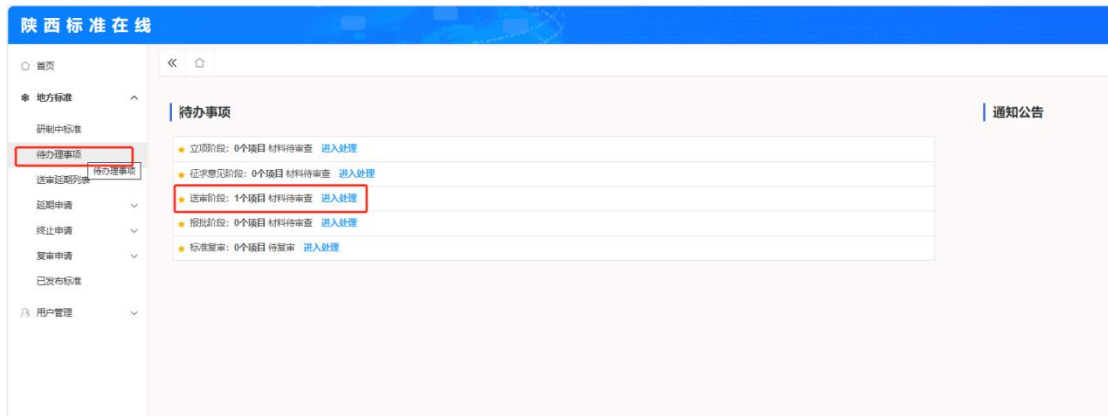 陕西标准在线
首页
地方标准
研制中标准
待办理事项
待办理事项
送审延期列表
延期申请
终止申请
复审申请
已发布标准
用户管理
待办事项
立项阶段：0个项目 材料待审查 进入处理
征求意见阶段：0个项目 材料待审查 进入处理
送审阶段：1个项目 材料待审查 进入处理
报批阶段：0个项目 材料待审查 进入处理
标准复审：0个项目 待复审 进入处理
通知公告